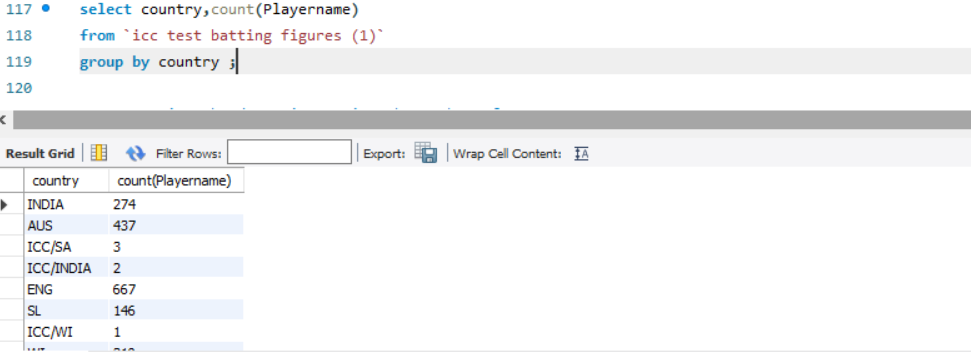 117 select country,count(Playername)
118 from `icc test batting figures (1)`
119 group by country ;
120
Result Grid Filter Rows: Export: Wrap Cell Content: IA
country count(Playername)
INDIA 274
AUS 437
ICC/SA 3
ICC/INDIA 2
ENG 667
SL 146
ICC/WI 1